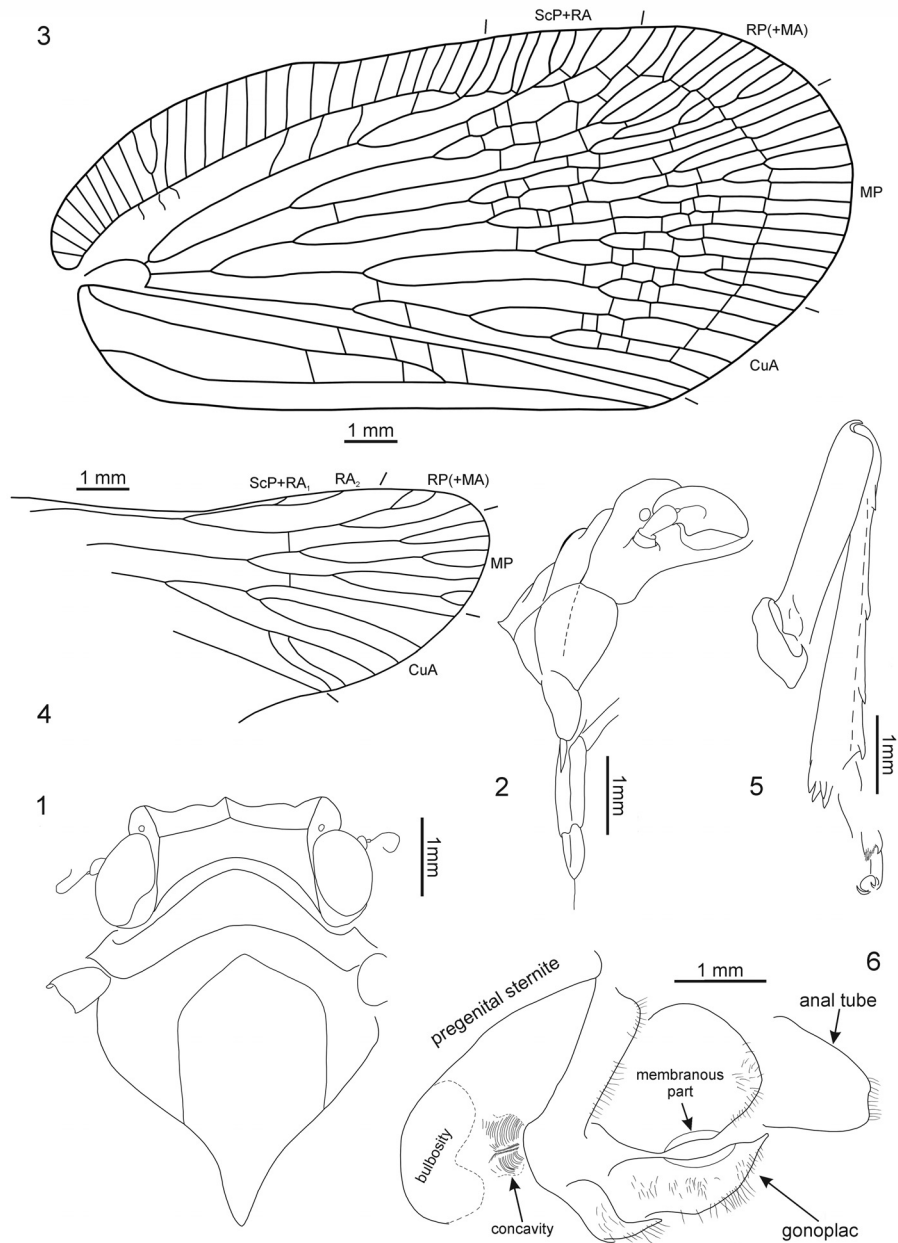 3
ScP+RA
RP(+MA)
MP
CuA
1 mm
1 mm
ScP+RA1
RA2
RP(+MA)
MP
CuA
4
2
1mm
5
1mm
1
1mm
6
1 mm
pregenital sternite
anal tube
membranous
part
bulbosity
concavity
gonoplac